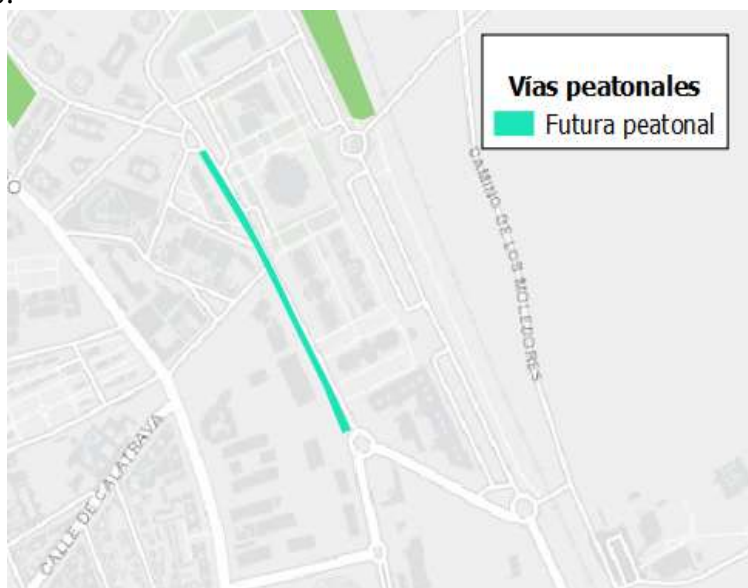 Vías peatonales
Futura peatonal
CAMINO DE LOS MOLEDORES
CALLE DE CALATRAVA